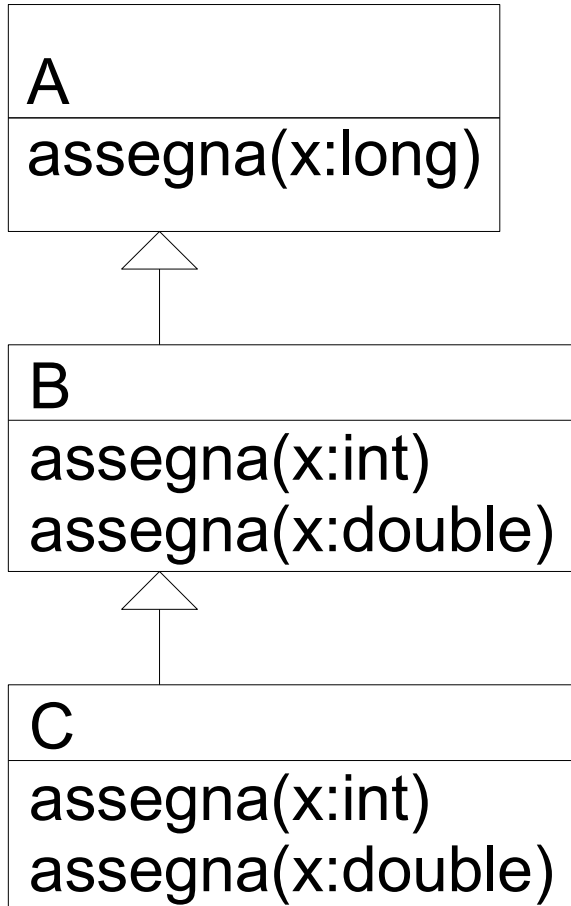 A
assegna(x:long)
B
assegna(x:int)
assegna(x:double)
C
assegna(x:int)
assegna(x:double)